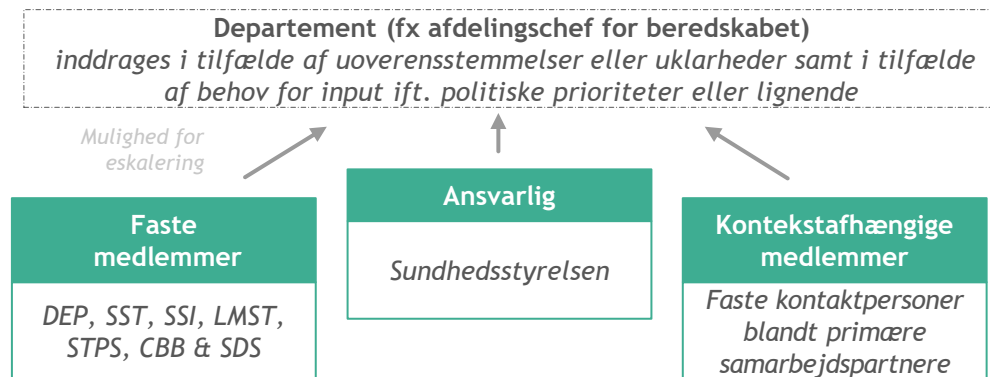 Departement (fx afdelingschef for beredskabet)
inddrages i tilfælde af uoverensstemmelser eller uklarheder samt i tilfælde
af behov for input ift. politiske prioriteter eller lignende
Mulighed for
eskalering
Faste
medlemmer
DEP, SST, SSI, LMST,
STPS, CBB & SDS
Ansvarlig
Sundhedsstyrelsen
Kontekstafhængige
medlemmer
Faste kontaktpersoner
blandt primære
samarbejdspartnere